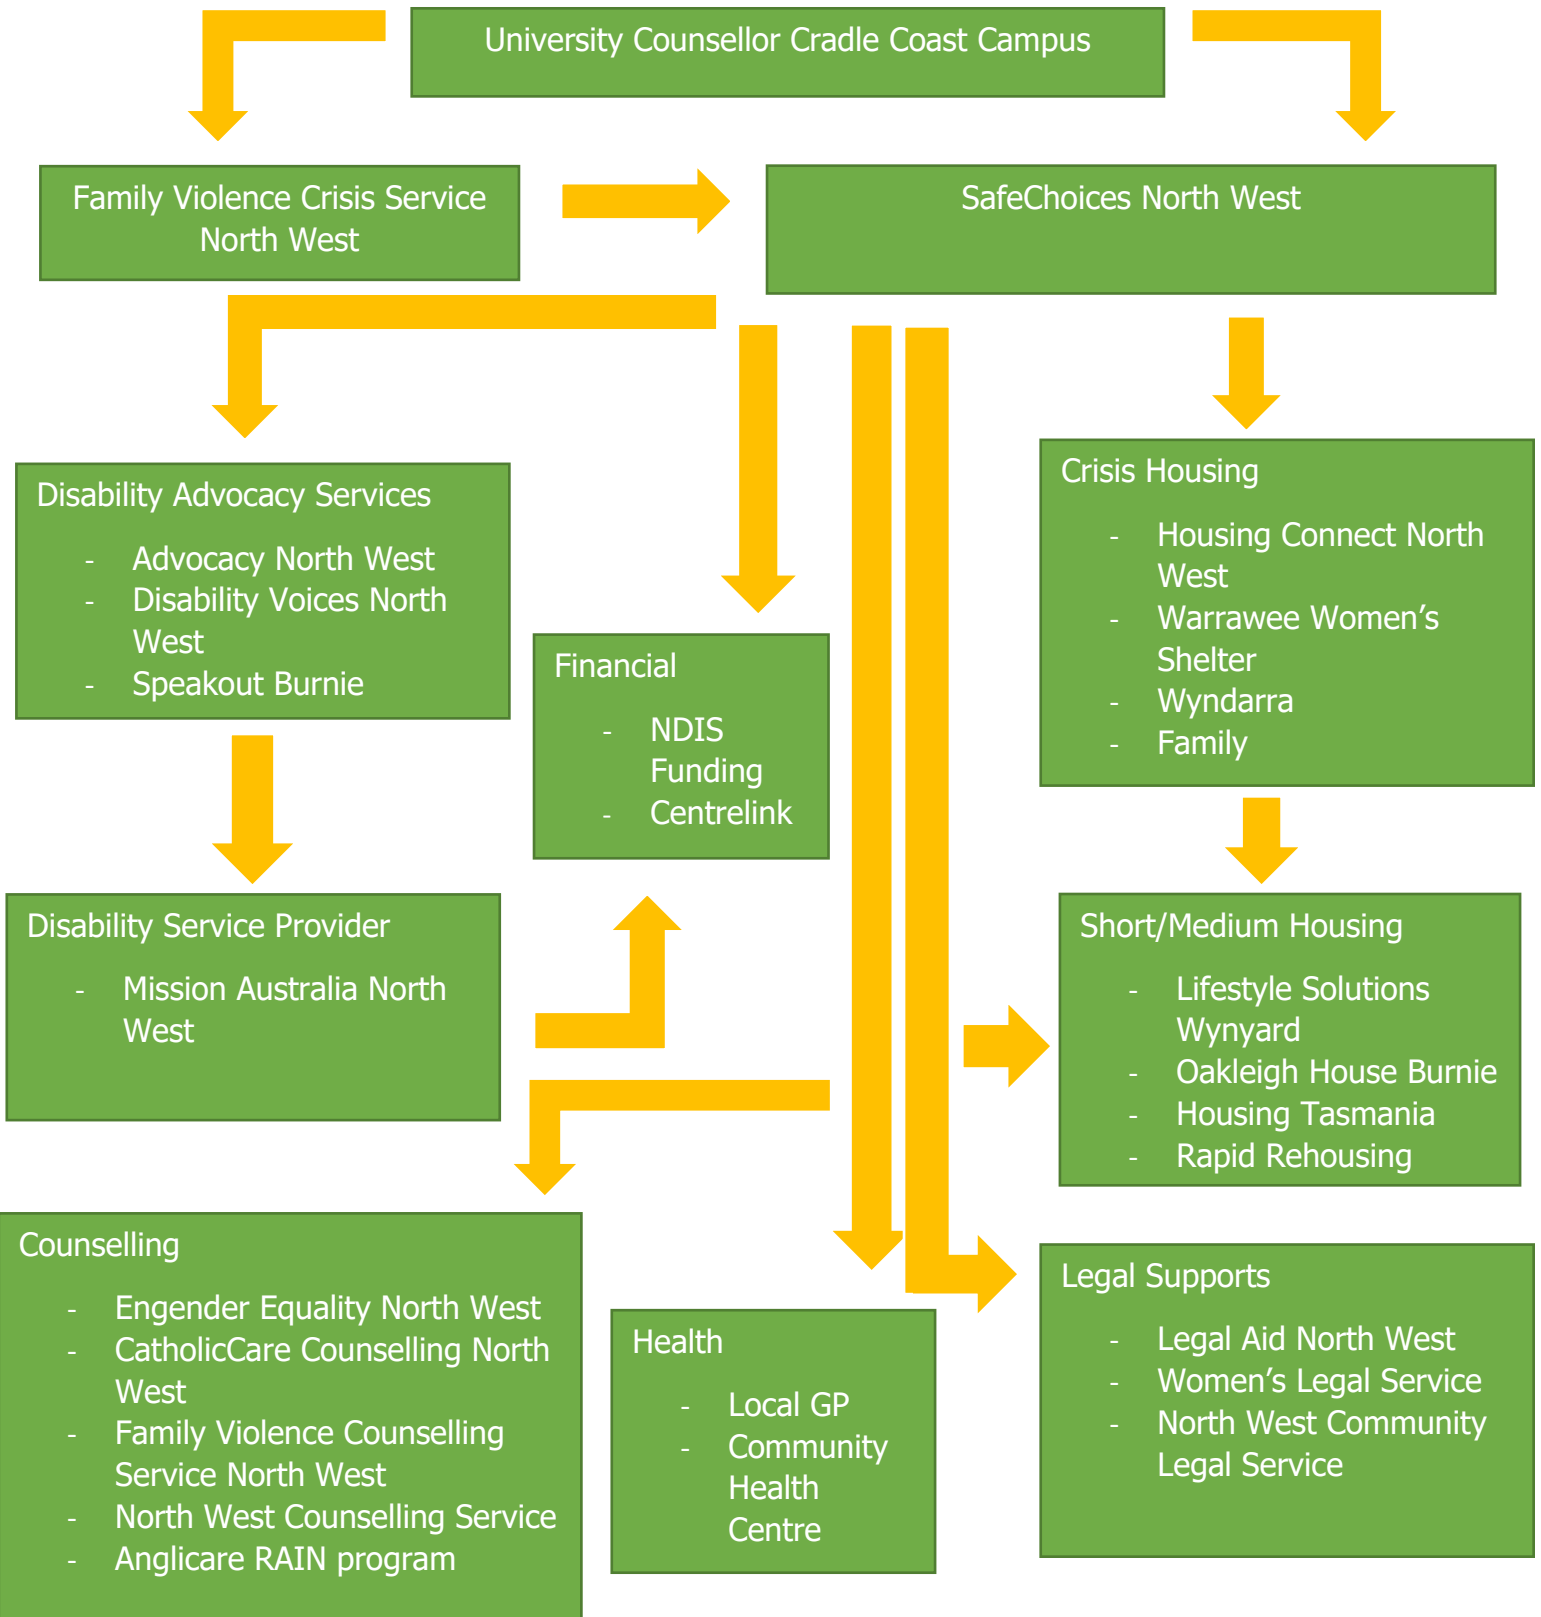 University Counsellor Cradle Coast Campus
Family Violence Crisis Service
North West
SafeChoices North West
Disability Advocacy Services
- Advocacy North West
- Disability Voices North
West
- Speakout Burnie
Financial
- NDIS
Funding
- Centrelink
Crisis Housing
- Housing Connect North
West
- Warrawee Women’s
Shelter
- Wyndarra
- Family
Disability Service Provider
- Mission Australia North
West
Short/Medium Housing
- Lifestyle Solutions
Wynyard
- Oakleigh House Burnie
- Housing Tasmania
- Rapid Rehousing
Counselling
- Engender Equality North West
- CatholicCare Counselling North
West
- Family Violence Counselling
Service North West
- North West Counselling Service
- Anglicare RAIN program
Health
- Local GP
- Community
Health
Centre
Legal Supports
- Legal Aid North West
- Women’s Legal Service
- North West Community
Legal Service